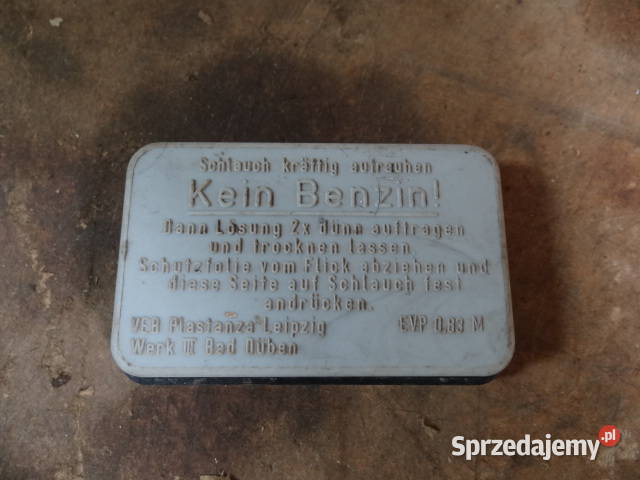 Schlauch kräftig aufrauhen
Kein Benzin!
Dann Lösung 2x dünn auftragen
und trocknen lassen
Schutzfolie vom Flick abziehen und
diese Seite auf Schlauch fest
andrücken.
VEB Plastanza Leipzig EVP 0,83 M
Werk III Bad Düben
Sprzedajemy.pl